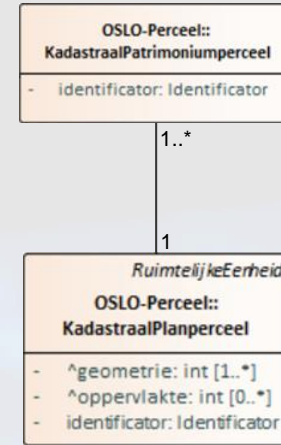 OSLO-Perceel::
KadastraalPatrimoniumperceel
- identificator: Identificator
1..*
1
RuimtelijkeEenheid
OSLO-Perceel::
KadastraalPlanperceel
- ^geometrie: int [1..*]
- ^oppervlakte: int [0..*]
- identificator: Identificator